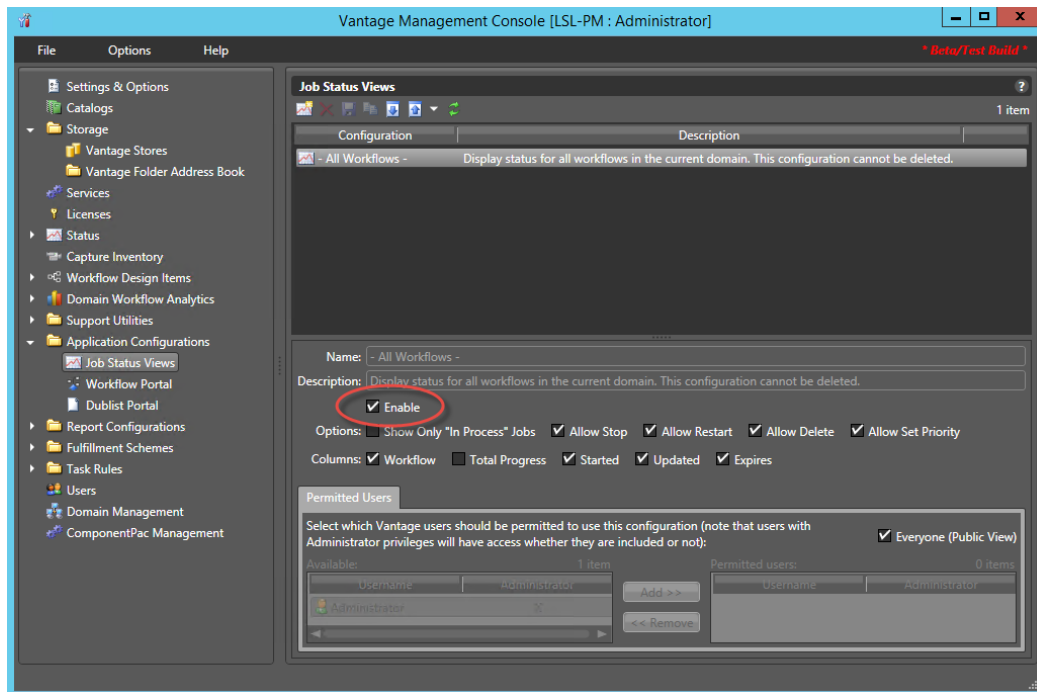 Vantage Management Console [LSL-PM : Administrator]
File Options Help
* Beta/Test Build *
Settings & Options
Catalogs
Storage
Vantage Stores
Vantage Folder Address Book
Services
Licenses
Status
Capture Inventory
Workflow Design Items
Domain Workflow Analytics
Support Utilities
Application Configurations
Job Status Views
Workflow Portal
Dublist Portal
Report Configurations
Fulfillment Schemes
Task Rules
Users
Domain Management
ComponentPac Management
Job Status Views ?
1 item
Configuration Description
- All Workflows - Display status for all workflows in the current domain. This configuration cannot be deleted.
Name: - All Workflows -
Description: Display status for all workflows in the current domain. This configuration cannot be deleted.
Enable
Options: Show Only "In Process" Jobs Allow Stop Allow Restart Allow Delete Allow Set Priority
Columns: Workflow Total Progress Started Updated Expires
Permitted Users
Select which Vantage users should be permitted to use this configuration (note that users with
Administrator privileges will have access whether they are included or not):
Everyone (Public View)
Available: 1 item
Username Administrator
Administrator X
Add >>
<< Remove
Permitted users: 0 items
Username Administrator